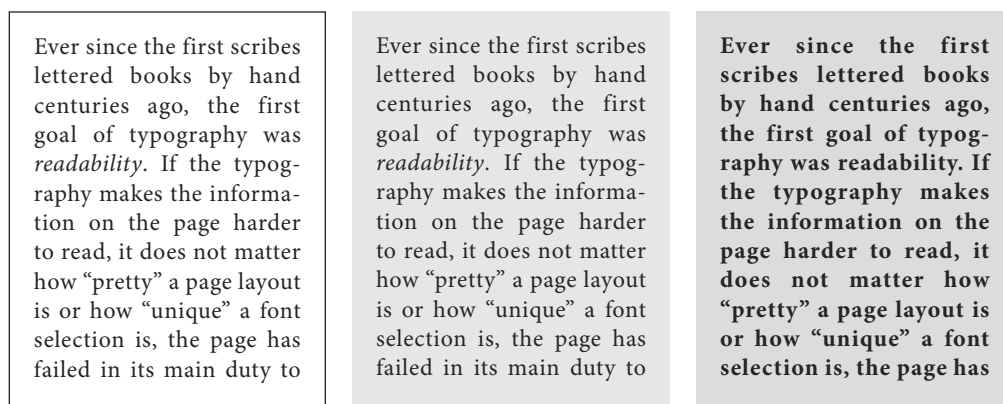 Ever since the first scribes
lettered books by hand
centuries ago, the first
goal of typography was
readability. If the typog-
raphy makes the informa-
tion on the page harder
to read, it does not matter
how “pretty” a page layout
is or how “unique” a font
selection is, the page has
failed in its main duty to
Ever since the first scribes
lettered books by hand
centuries ago, the first
goal of typography was
readability. If the typog-
raphy makes the informa-
tion on the page harder
to read, it does not matter
how “pretty” a page layout
is or how “unique” a font
selection is, the page has
failed in its main duty to
Ever since the first
scribes lettered books
by hand centuries ago,
the first goal of typog-
raphy was readability. If
the typography makes
the information on the
page harder to read, it
does not matter how
“pretty” a page layout is
or how “unique” a font
selection is, the page has